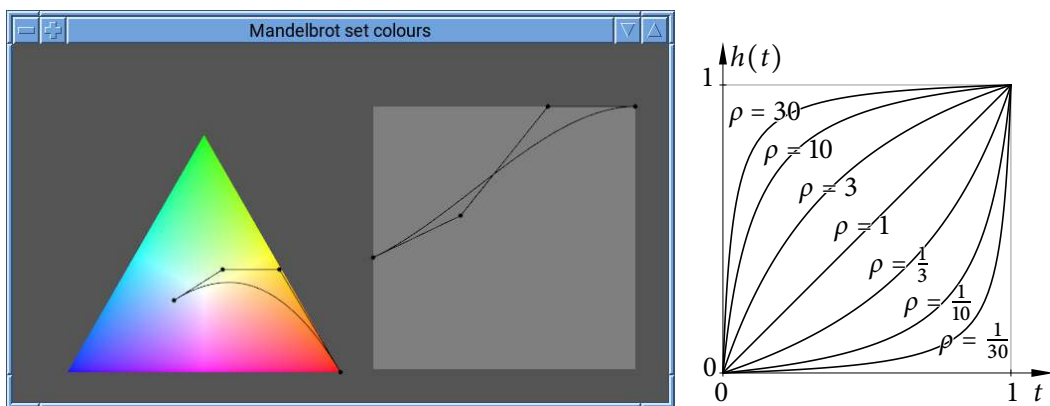 Mandelbrot set colours
h(t)
1
ρ = 30
ρ = 10
ρ = 3
ρ = 1
ρ = 1/3
ρ = 1/10
ρ = 1/30
0
0 1 t